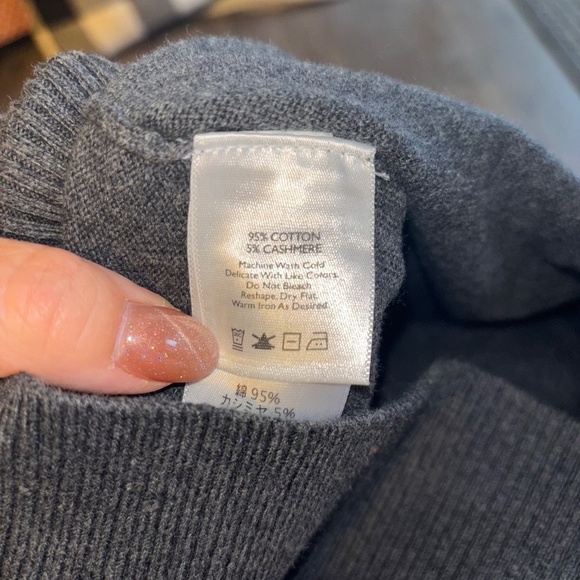 95% COTTON
5% CASHMERE
Machine Wash Cold
Delicate With Like Colors.
Do Not Bleach
Reshape, Dry Flat.
Warm Iron As Desired.
綿 95%
カシミヤ 5%